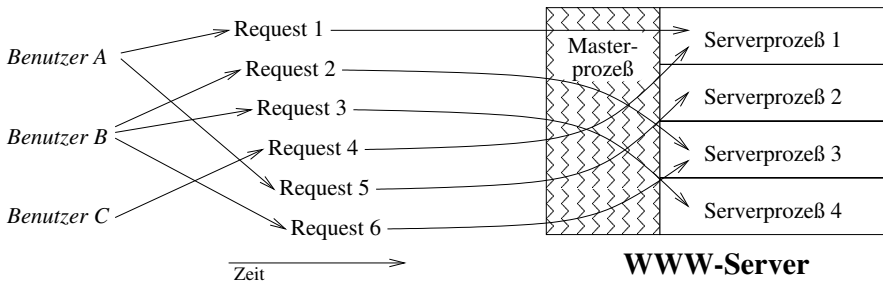 Benutzer A
Benutzer B
Benutzer C
Request 1
Request 2
Request 3
Request 4
Request 5
Request 6
Zeit
Master-
prozeß
Serverprozeß 1
Serverprozeß 2
Serverprozeß 3
Serverprozeß 4
WWW-Server